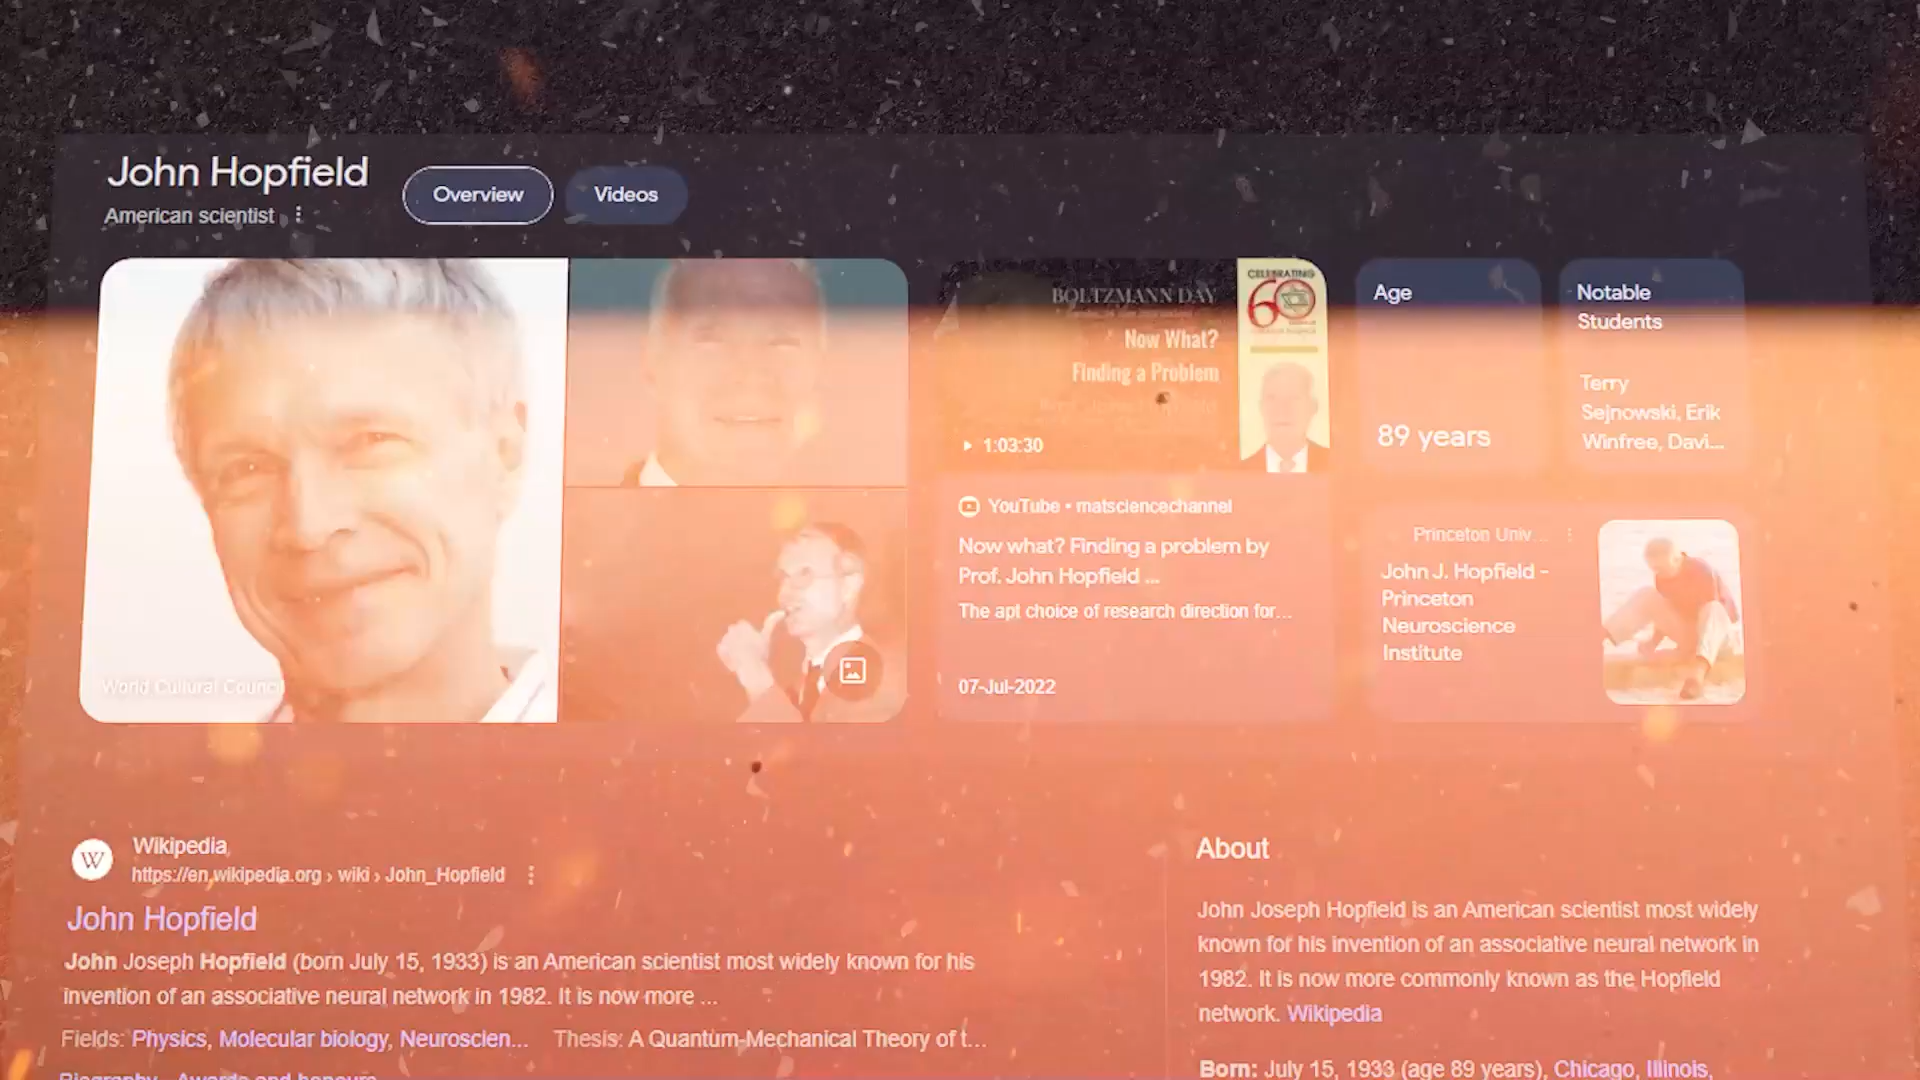 John Hopfield
American scientist
Overview
Videos
World Cultural Council
BOLTZMANN DAY
Now What?
Finding a Problem
1:03:30
CELEBRATING
60
YouTube • matsciencechannel
Now what? Finding a problem by
Prof. John Hopfield ...
The apt choice of research direction for...
07-Jul-2022
Age
89 years
Notable
Students
Terry
Sejnowski, Erik
Winfree, Davi...
Princeton Univ...
John J. Hopfield -
Princeton
Neuroscience
Institute
W
Wikipedia
https://en.wikipedia.org › wiki › John_Hopfield
John Hopfield
John Joseph Hopfield (born July 15, 1933) is an American scientist most widely known for his
invention of an associative neural network in 1982. It is now more ...
Fields: Physics, Molecular biology, Neuroscien... Thesis: A Quantum-Mechanical Theory of t...
Biography Awards and honours
About
John Joseph Hopfield is an American scientist most widely
known for his invention of an associative neural network in
1982. It is now more commonly known as the Hopfield
network. Wikipedia
Born: July 15, 1933 (age 89 years), Chicago, Illinois,